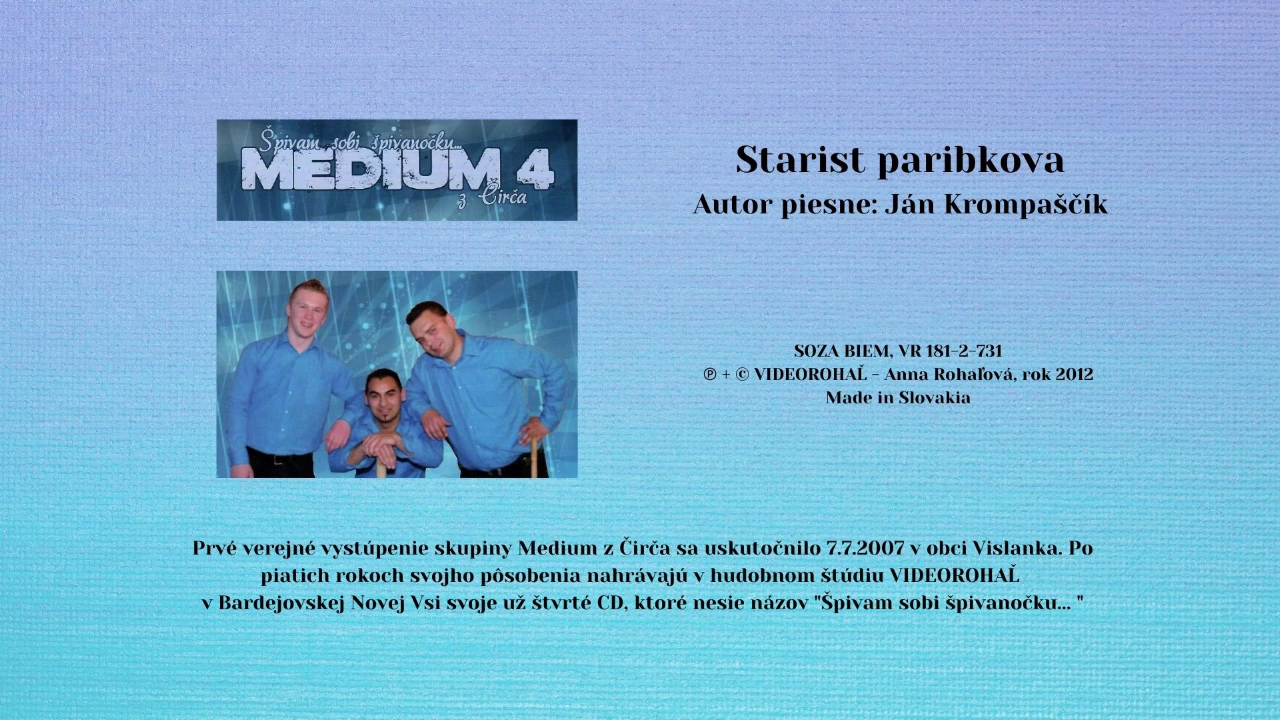 Špivam sobi špivanočku...
MEDIUM 4
z Čirča
Starist paribkova
Autor piesne: Ján Krompaščík
SOZA BIEM, VR 181-2-731
℗ + © VIDEOROHAĽ - Anna Rohaľová, rok 2012
Made in Slovakia
Prvé verejné vystúpenie skupiny Medium z Čirča sa uskutočnilo 7.7.2007 v obci Vislanka. Po
piatich rokoch svojho pôsobenia nahrávajú v hudobnom štúdiu VIDEOROHAĽ
v Bardejovskej Novej Vsi svoje už štvrté CD, ktoré nesie názov "Špivam sobi špivanočku... "